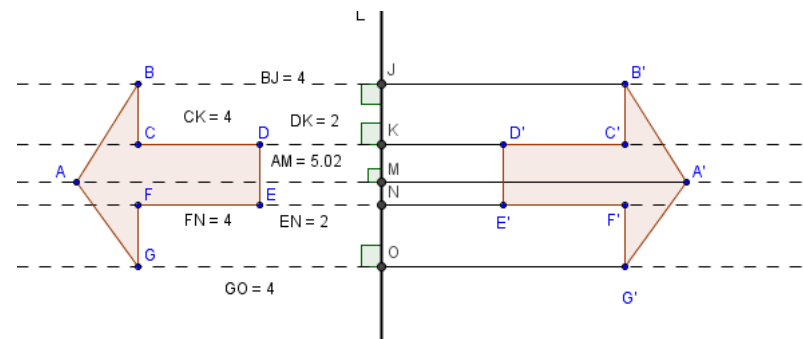 L
B BJ = 4 J B'
CK = 4 DK = 2
C D K D' C'
A AM = 5.02 M A'
F E N
FN = 4 EN = 2 E' F'
G O
GO = 4 G'